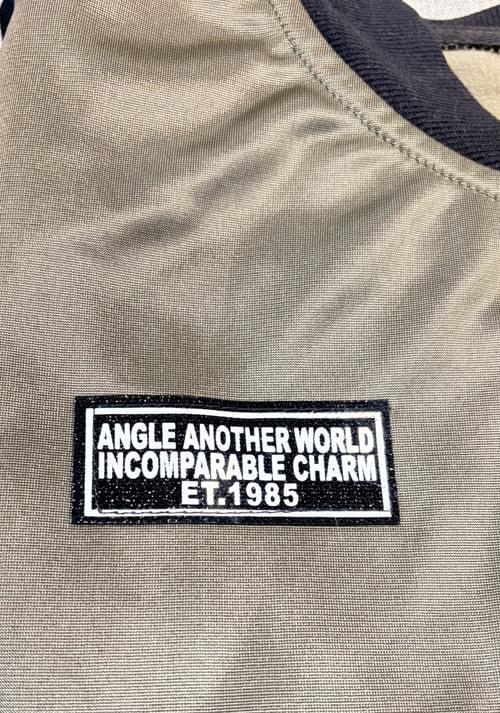 ANGLE ANOTHER WORLD
INCOMPARABLE CHARM
ET.1985